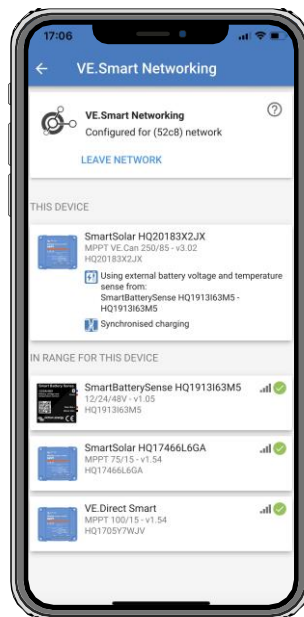 17:06
VE.Smart Networking
VE.Smart Networking
Configured for (52c8) network
LEAVE NETWORK
THIS DEVICE
SmartSolar HQ20183X2JX
MPPT VE.Can 250/85 - v3.02
HQ20183X2JX
Using external battery voltage and temperature
sense from:
SmartBatterySense HQ1913I63M5 -
HQ1913I63M5
Synchronised charging
IN RANGE FOR THIS DEVICE
SmartBatterySense HQ1913I63M5
12/24/48V - v1.05
HQ1913I63M5
SmartSolar HQ17466L6GA
MPPT 75/15 - v1.54
HQ17466L6GA
VE.Direct Smart
MPPT 100/15 - v1.54
HQ1705Y7WJV